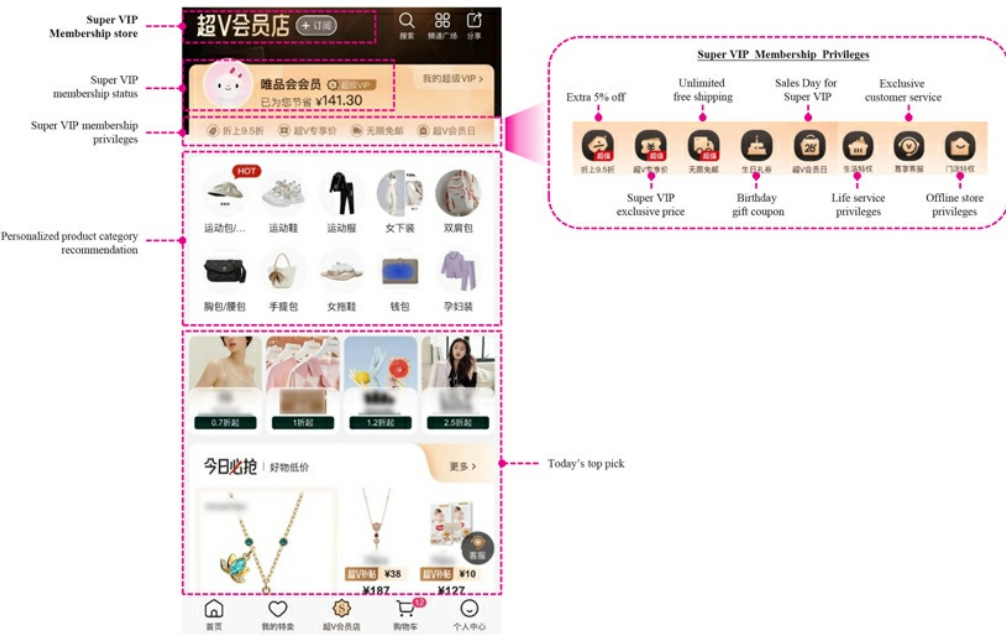 Super VIP
Membership store
Super VIP
membership status
Super VIP membership
privileges
Personalized product category
recommendation
超V会员店
+ 订阅
搜索
频道广场
分享
唯品会会员
超级VIP
我的超级VIP >
已为您节省 ¥141.30
折上9.5折
超V专享价
无限免邮
超V会员日
HOT
运动包/...
运动鞋
运动服
女下装
双肩包
胸包/腰包
手提包
女拖鞋
钱包
孕妇装
0.7折起
1折起
1.2折起
2.5折起
今日必抢
好物低价
更多 >
客服
超V补贴 ¥38
¥187
超V补贴 ¥10
¥127
首页
我的特卖
超V会员店
购物车
12
个人中心
Super VIP Membership Privileges
Extra 5% off
Unlimited
free shipping
Sales Day for
Super VIP
Exclusive
customer service
超值
超值
超值
折上9.5折
超V专享价
无限免邮
生日礼券
超V会员日
生活特权
尊享客服
门店特权
Super VIP
exclusive price
Birthday
gift coupon
Life service
privileges
Offline store
privileges
Today's top pick